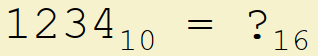 1234₁₀ = ?₁₆